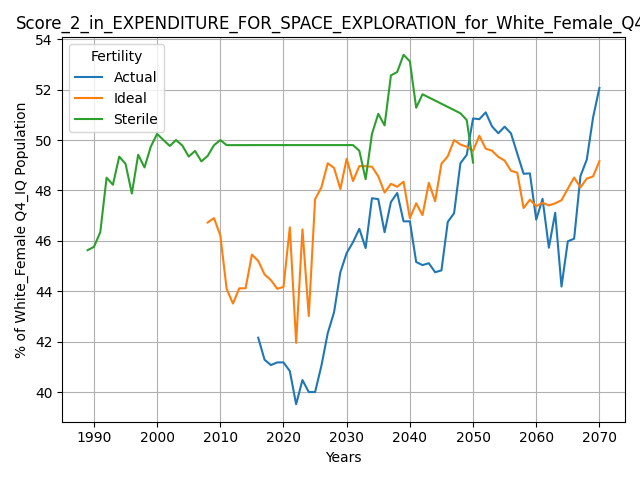 Score_2_in_EXPENDITURE_FOR_SPACE_EXPLORATION_for_White_Female_Q4
Fertility
Actual
Ideal
Sterile
% of White_Female Q4_IQ Population
54
52
50
48
46
44
42
40
1990 2000 2010 2020 2030 2040 2050 2060 2070
Years